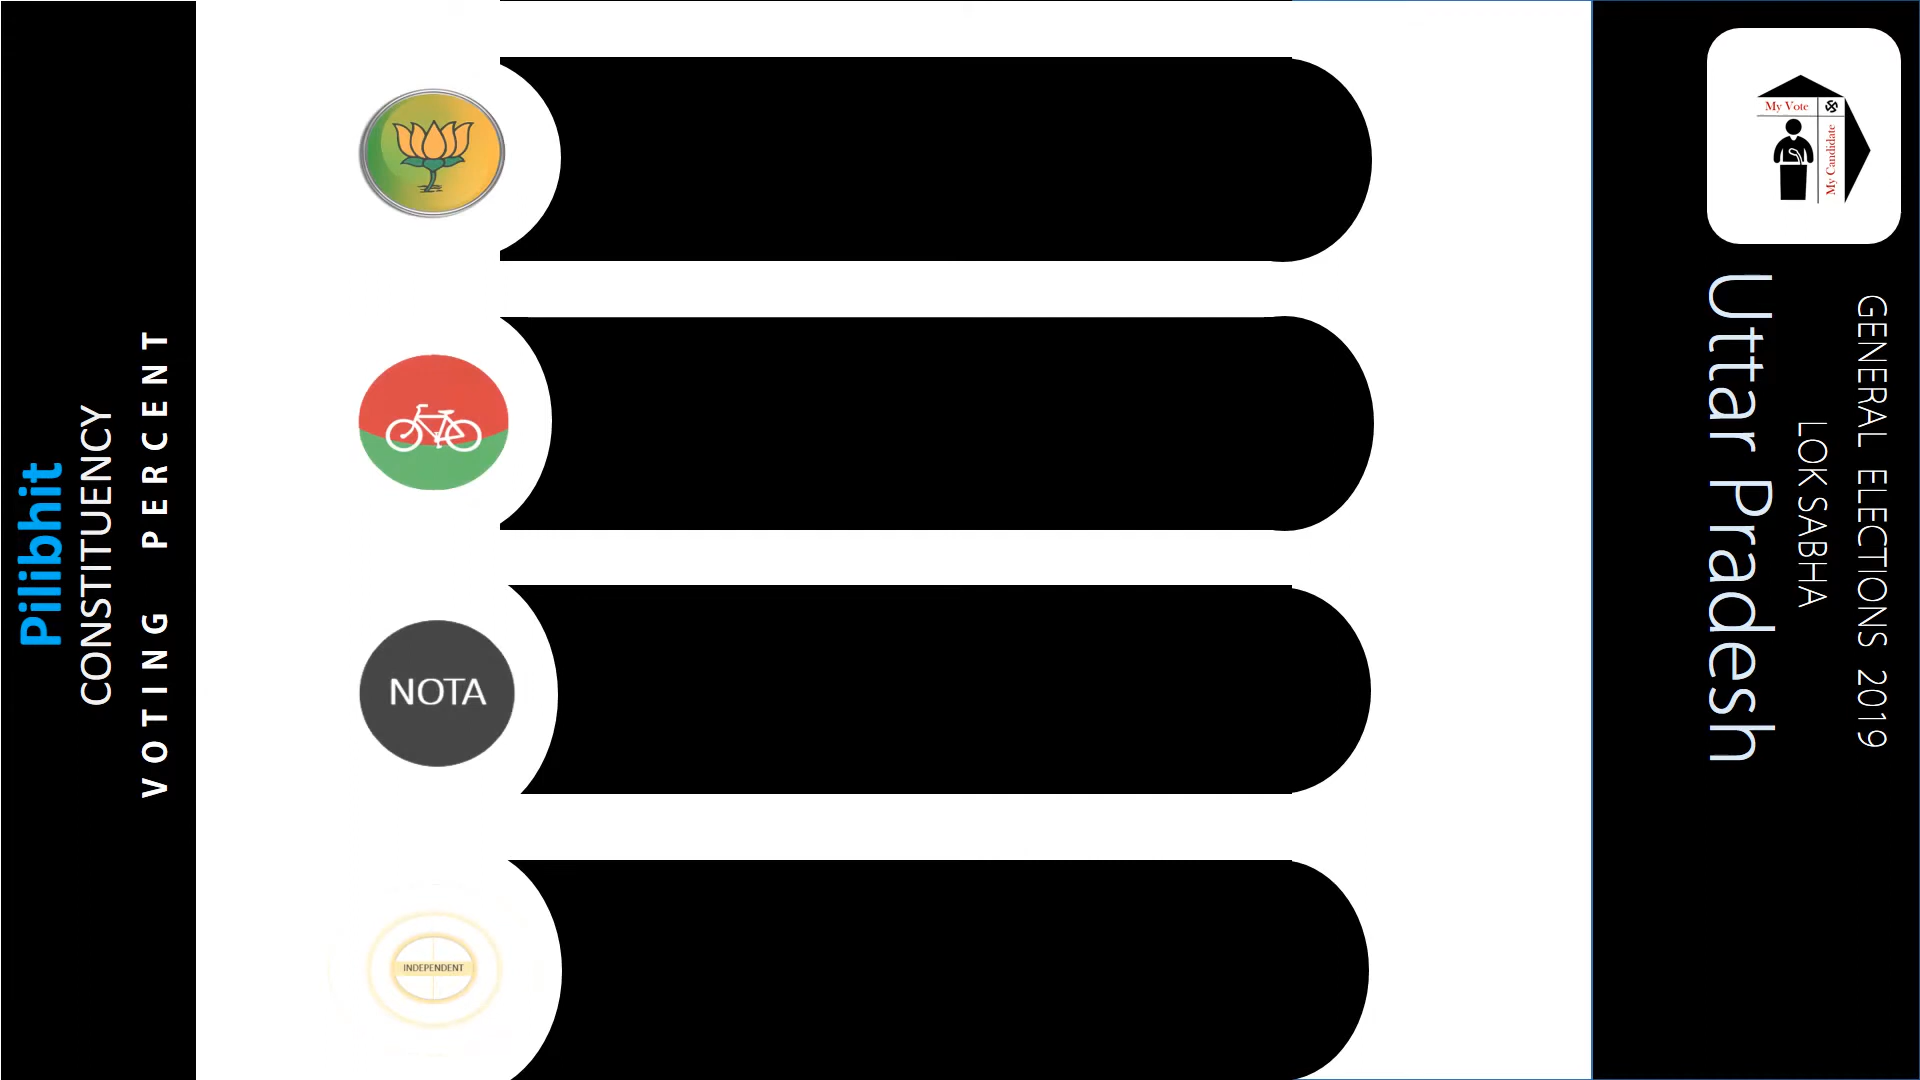 Pilibhit
CONSTITUENCY
VOTING PERCENT
NOTA
INDEPENDENT
My Vote
My Candidate
GENERAL ELECTIONS 2019
LOK SABHA
Uttar Pradesh